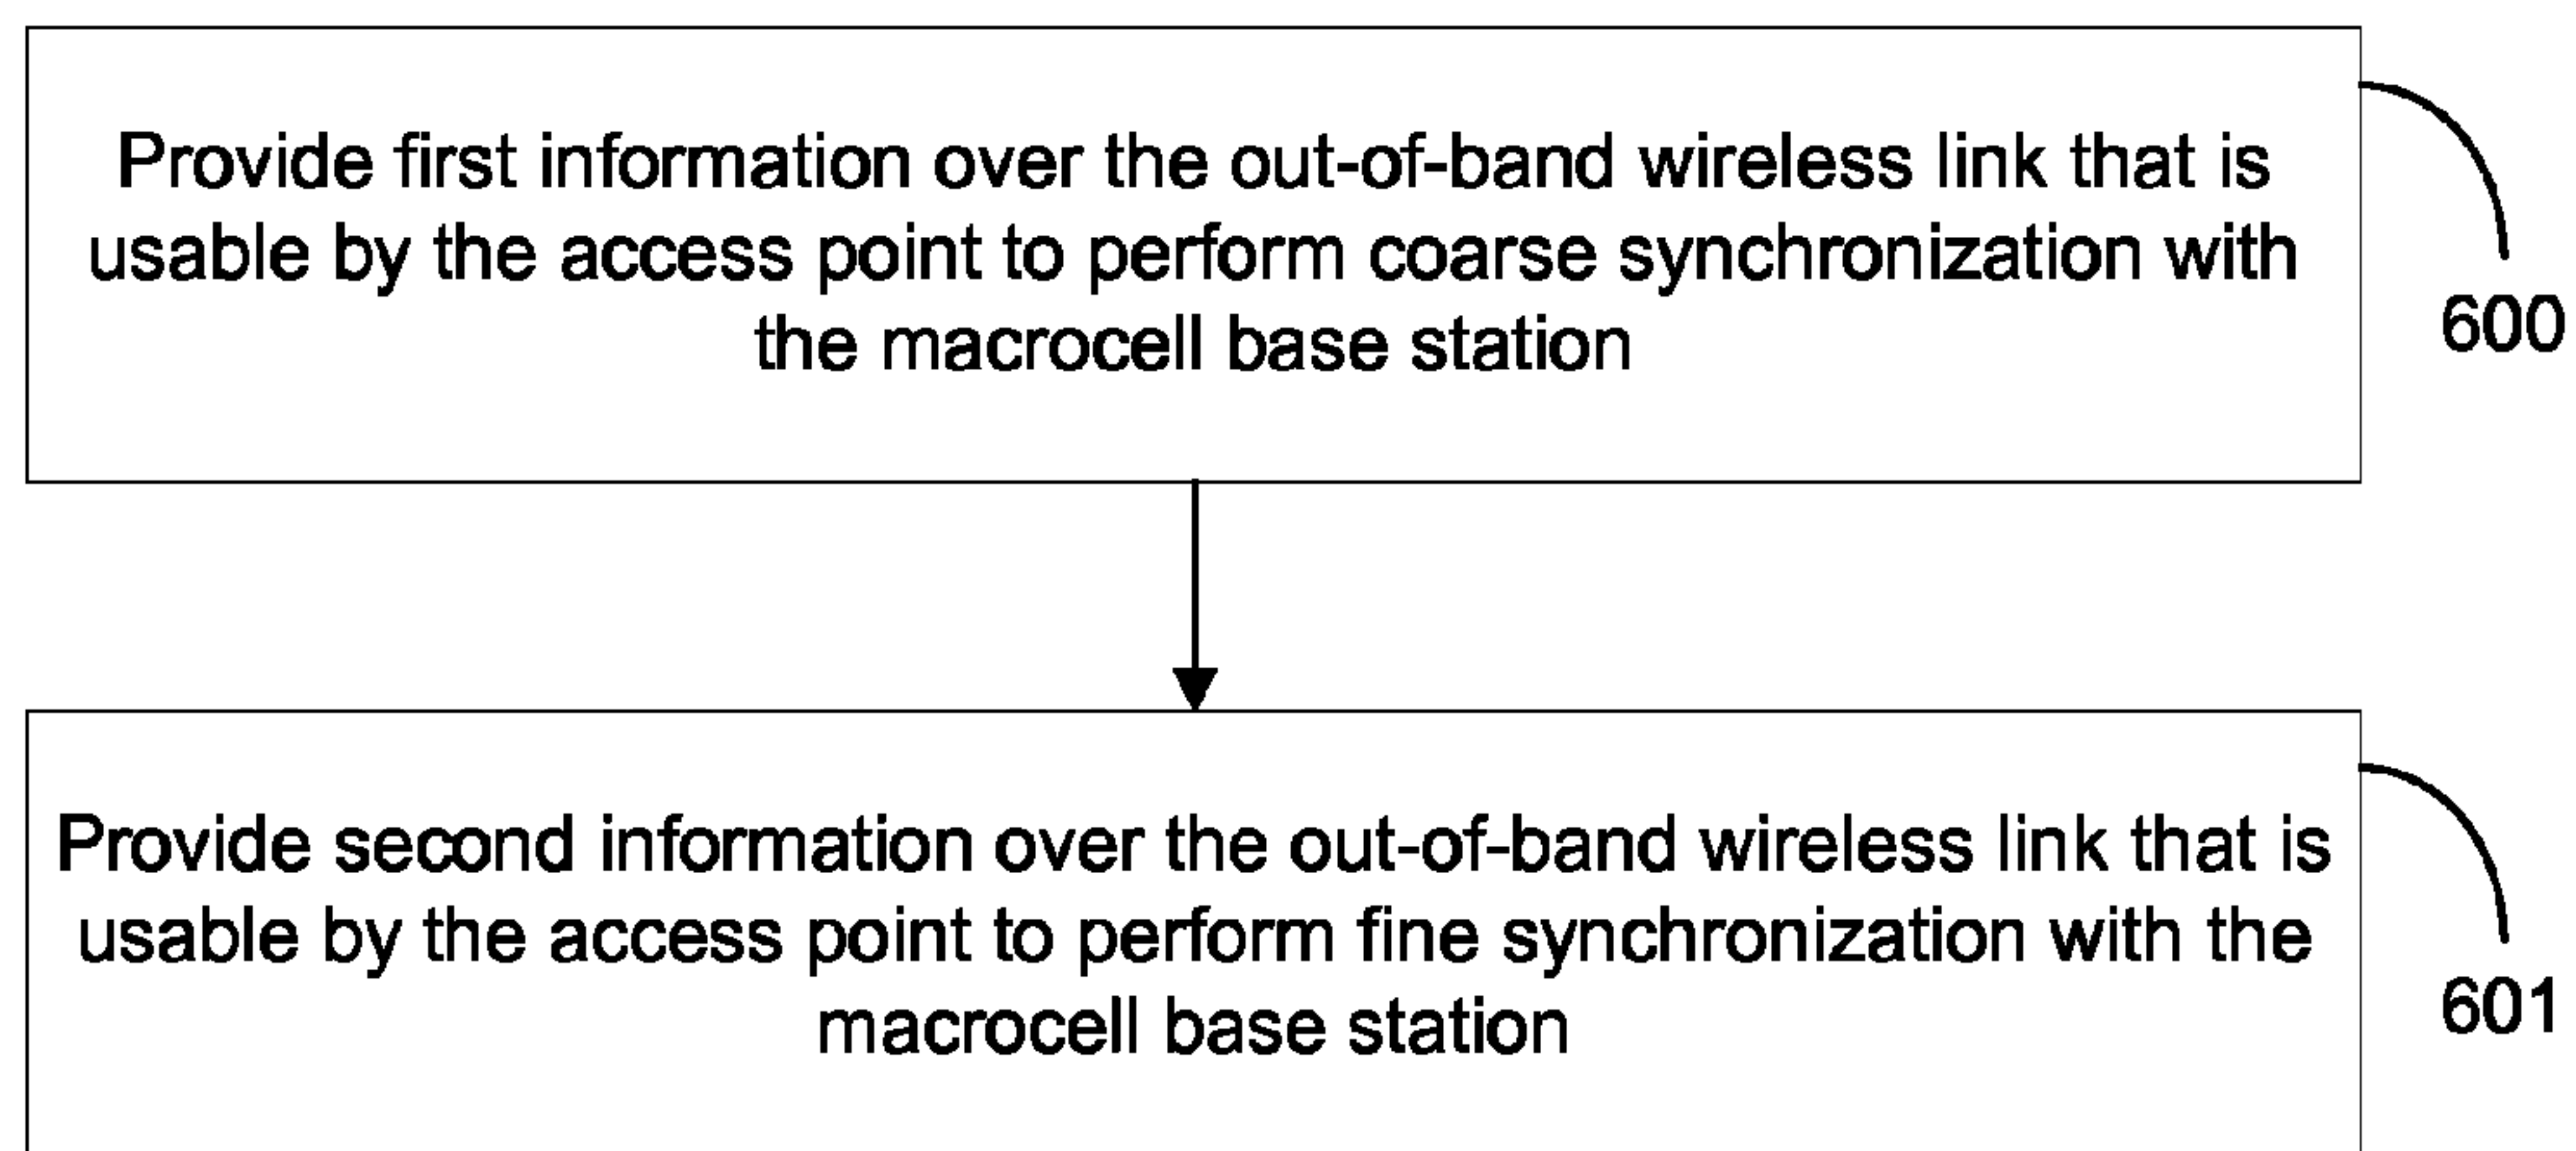 Provide first information over the out-of-band wireless link that is
usable by the access point to perform coarse synchronization with
the macrocell base station
600
Provide second information over the out-of-band wireless link that is
usable by the access point to perform fine synchronization with the
macrocell base station
601